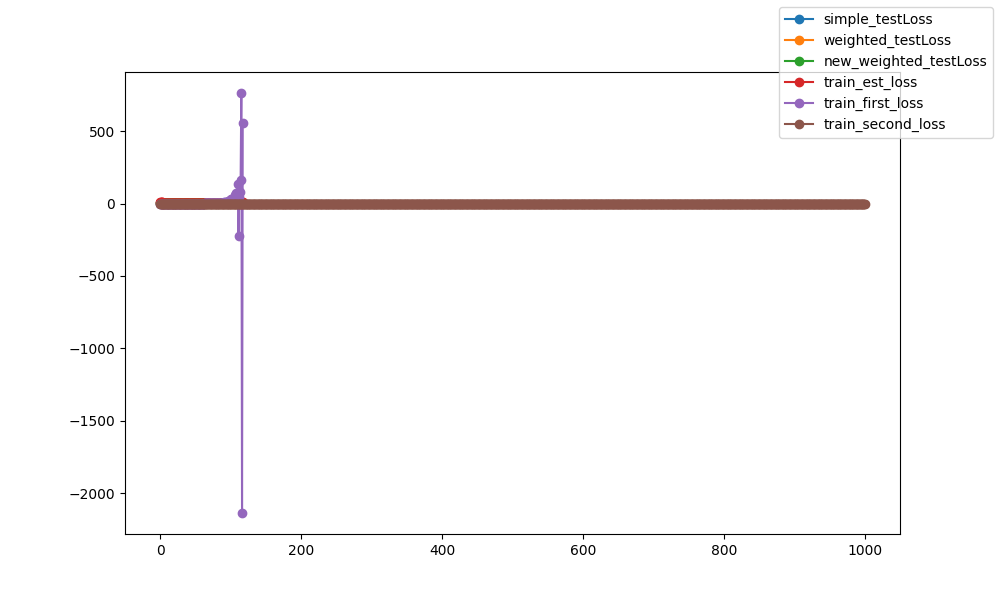 simple_testLoss
weighted_testLoss
new_weighted_testLoss
train_est_loss
train_first_loss
train_second_loss
500
0
−500
−1000
−1500
−2000
0 200 400 600 800 1000